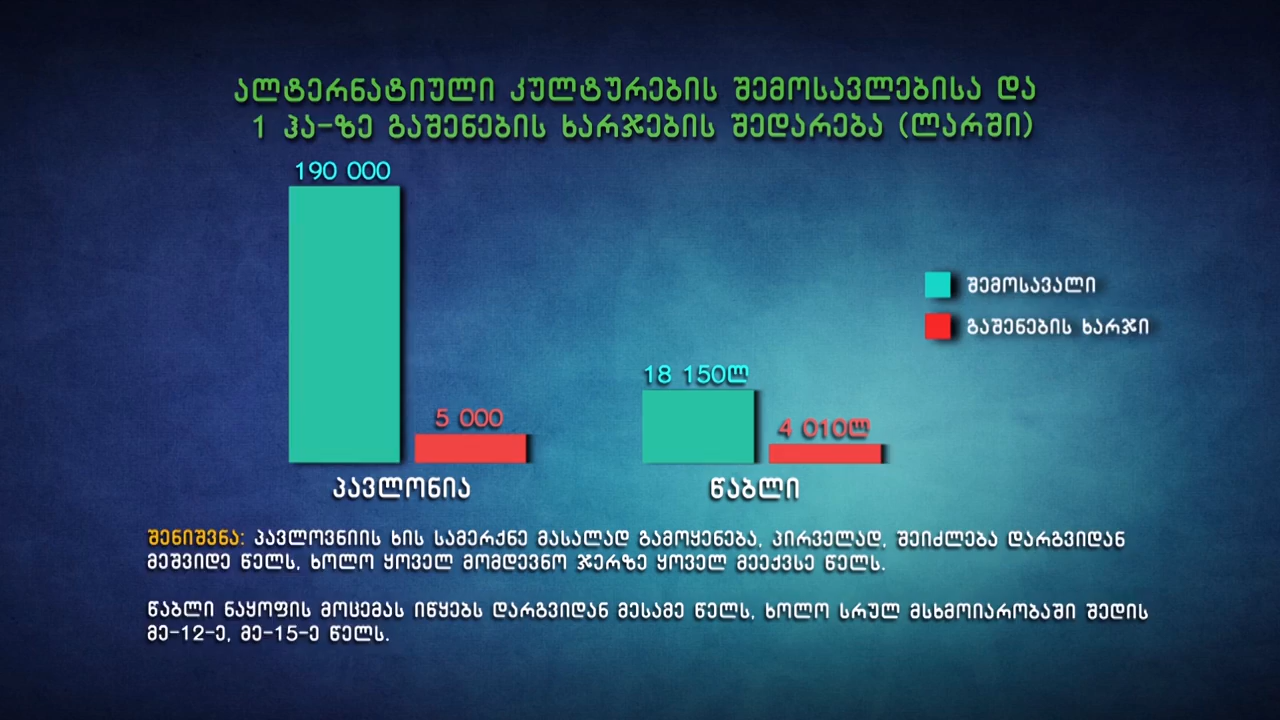 ალტერნატიული კულტურების შემოსავლებისა და
1 ჰა-ზე გაშენების ხარჯების შედარება (ლარში)
190 000
5 000
18 150ლ
4 010ლ
შემოსავალი
გაშენების ხარჯი
პავლონია
წაბლი
შენიშვნა: პავლოვნიის ხის სამერქნე მასალად გამოყენება, პირველად, შეიძლება დარგვიდან
მეშვიდე წელს, ხოლო ყოველ მომდევნო ჯერზე ყოველ მეექვსე წელს.
წაბლი ნაყოფის მოცემას იწყებს დარგვიდან მესამე წელს, ხოლო სრულ მსხმოიარობაში შედის
მე-12-ე, მე-15-ე წელს.